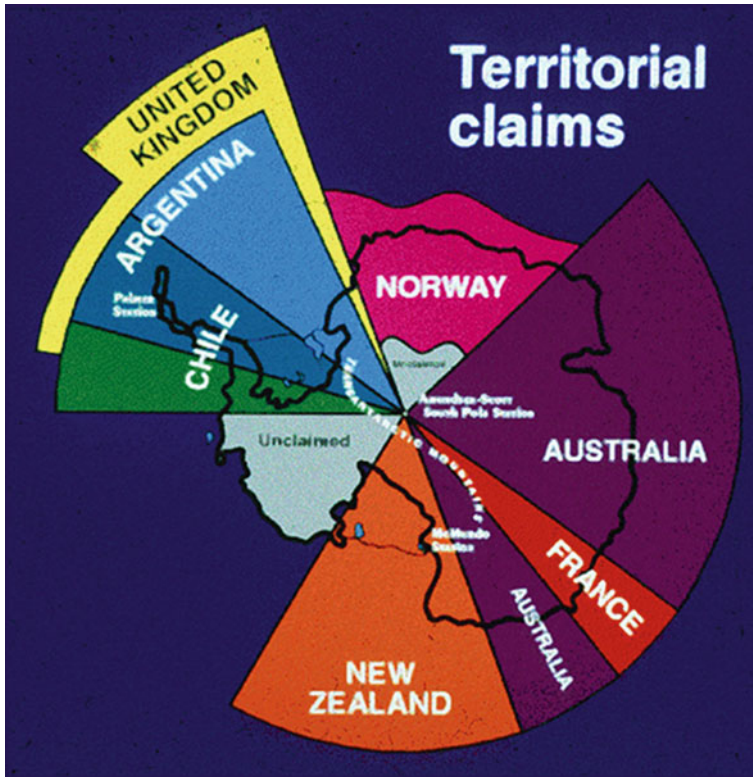 Territorial
claims
UNITED
KINGDOM
ARGENTINA
Palmer
Station
CHILE
NORWAY
Unclaimed
Amundsen-Scott
South Pole Station
TRANSANTARCTIC MOUNTAINS
Unclaimed
AUSTRALIA
McMurdo
Station
FRANCE
AUSTRALIA
NEW
ZEALAND